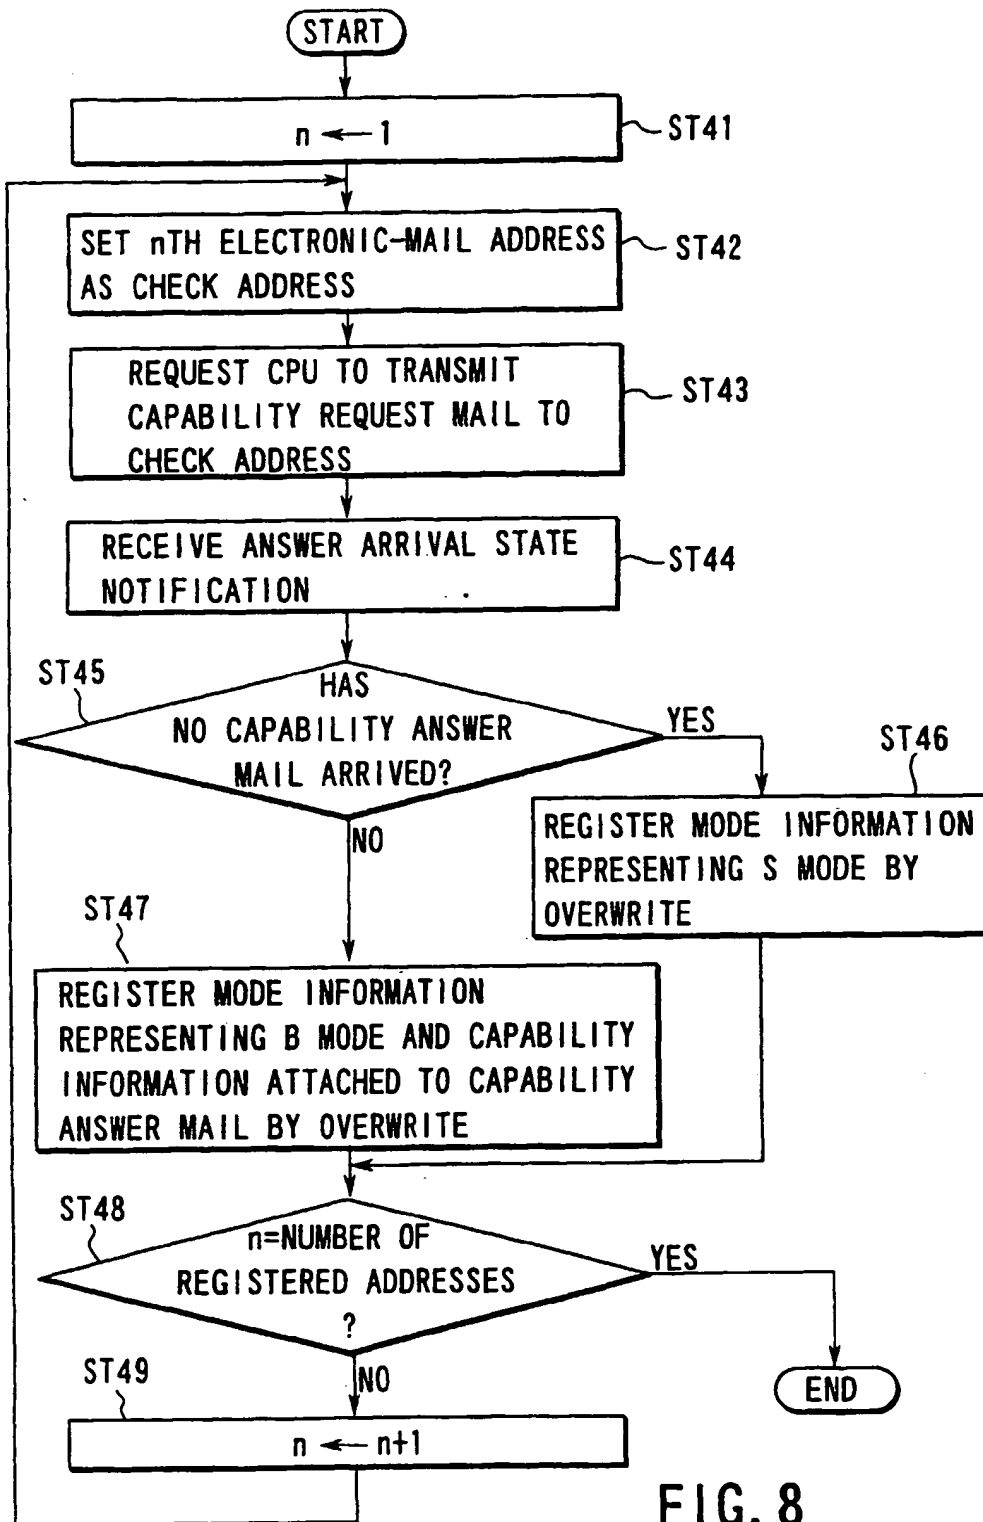 START
n ← 1
ST41
SET nTH ELECTRONIC-MAIL ADDRESS
AS CHECK ADDRESS
ST42
REQUEST CPU TO TRANSMIT
CAPABILITY REQUEST MAIL TO
CHECK ADDRESS
ST43
RECEIVE ANSWER ARRIVAL STATE
NOTIFICATION
ST44
ST45
HAS
NO CAPABILITY ANSWER
MAIL ARRIVED?
YES
NO
ST46
REGISTER MODE INFORMATION
REPRESENTING S MODE BY
OVERWRITE
ST47
REGISTER MODE INFORMATION
REPRESENTING B MODE AND CAPABILITY
INFORMATION ATTACHED TO CAPABILITY
ANSWER MAIL BY OVERWRITE
ST48
n=NUMBER OF
REGISTERED ADDRESSES
?
YES
NO
END
ST49
n ← n+1
FIG. 8